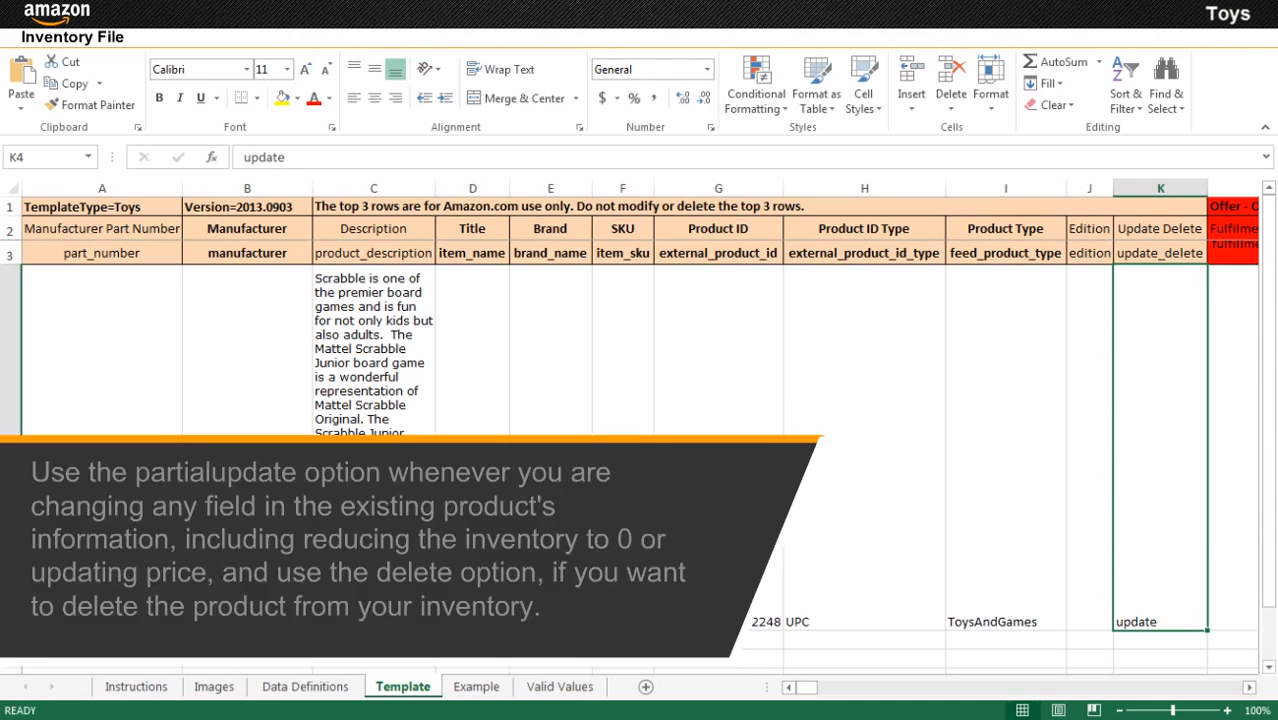 amazon
Toys
Inventory File
Paste
Cut
Copy
Format Painter
Clipboard
Calibri
11
A
A
B
I
U
A
Font
Wrap Text
Merge & Center
Alignment
General
$
%
Number
Conditional
Formatting
Format as
Table
Cell
Styles
Styles
Insert
Delete
Format
Cells
AutoSum
Fill
Clear
Sort &
Filter
Find &
Select
Editing
K4
fx
update
A B C D E F G H I J K
1 TemplateType=Toys Version=2013.0903 The top 3 rows are for Amazon.com use only. Do not modify or delete the top 3 rows. Offer - O
2 Manufacturer Part Number Manufacturer Description Title Brand SKU Product ID Product ID Type Product Type Edition Update Delete Fulfilme
3 part_number manufacturer product_description item_name brand_name item_sku external_product_id external_product_id_type feed_product_type edition update_delete fulfillme
Scrabble is one of
the premier board
games and is fun
for not only kids but
also adults. The
Mattel Scrabble
Junior board game
is a wonderful
representation of
Mattel Scrabble
Original. The
Scrabble Junior
Use the partialupdate option whenever you are
changing any field in the existing product's
information, including reducing the inventory to 0 or
updating price, and use the delete option, if you want
to delete the product from your inventory.
2248 UPC ToysAndGames update
Instructions Images Data Definitions Template Example Valid Values
READY
100%